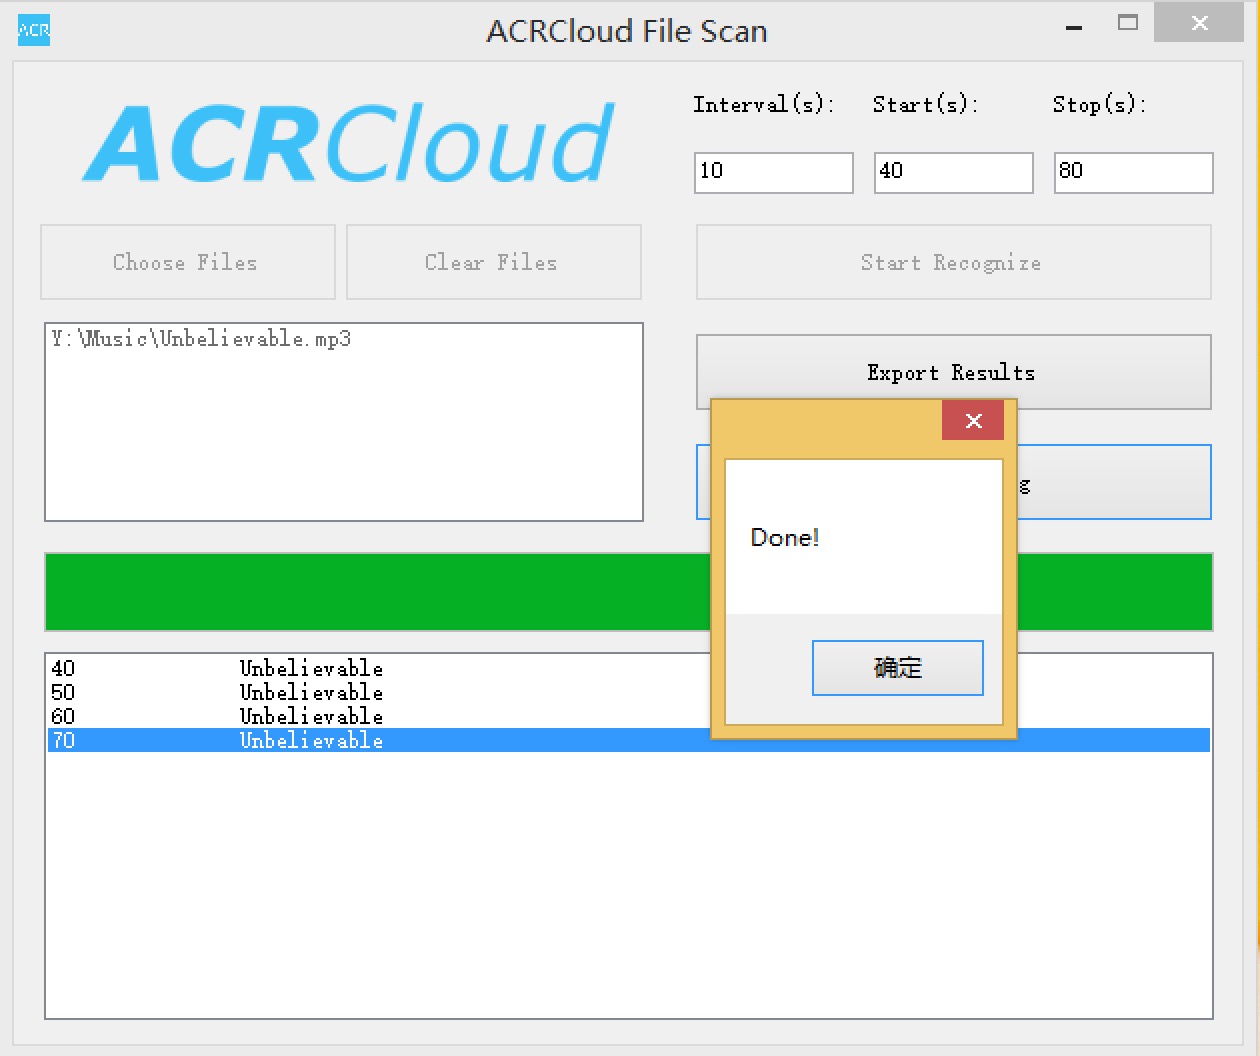 ACR
ACRCloud File Scan
ACRCloud
Interval(s): Start(s): Stop(s):
10 40 80
Choose Files Clear Files Start Recognize
Y:\Music\Unbelievable.mp3
Export Results
g
Done!
确定
40 Unbelievable
50 Unbelievable
60 Unbelievable
70 Unbelievable